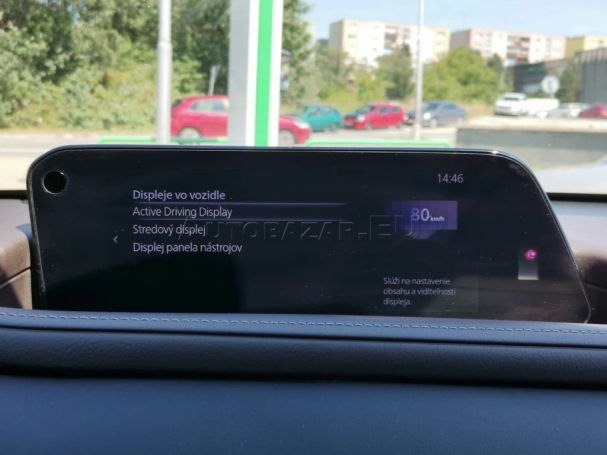 14:46
Displeje vo vozidle
Active Driving Display
80 km/h
Stredový displej
AUTOBAZAR.EU
Displej panela nástrojov
Slúži na nastavenie
obsahu a viditeľnosti
displeja.